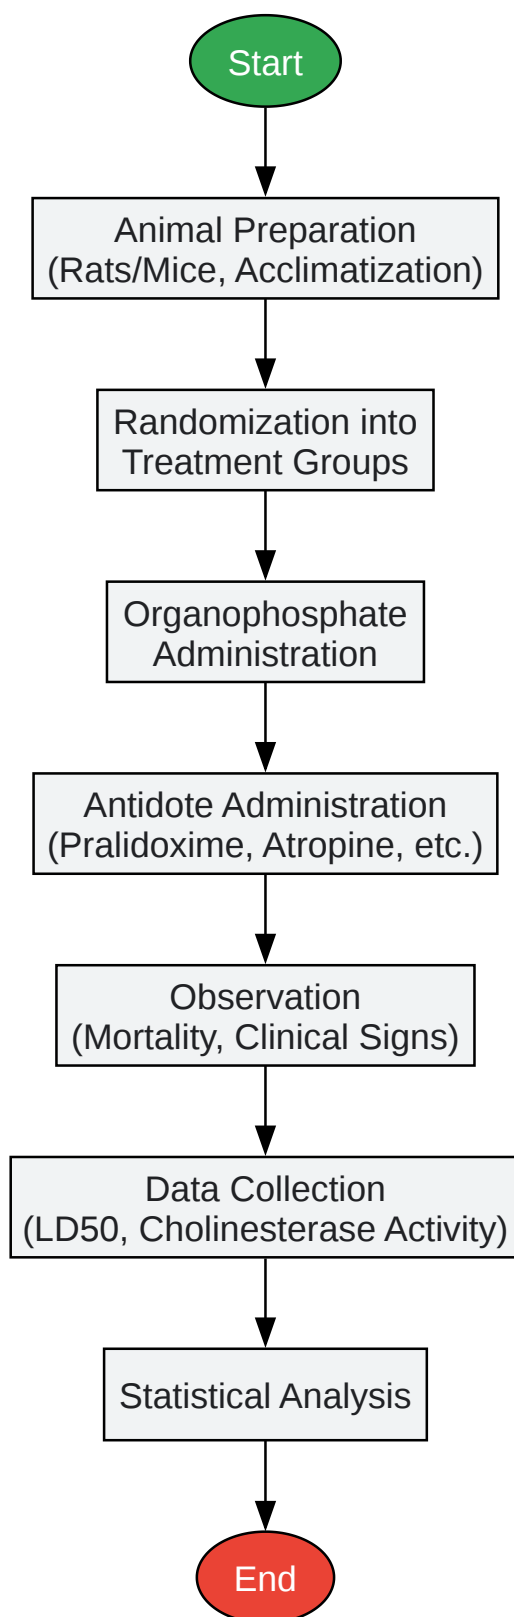 Start
Animal Preparation
(Rats/Mice, Acclimatization)
Randomization into
Treatment Groups
Organophosphate
Administration
Antidote Administration
(Pralidoxime, Atropine, etc.)
Observation
(Mortality, Clinical Signs)
Data Collection
(LD50, Cholinesterase Activity)
Statistical Analysis
End